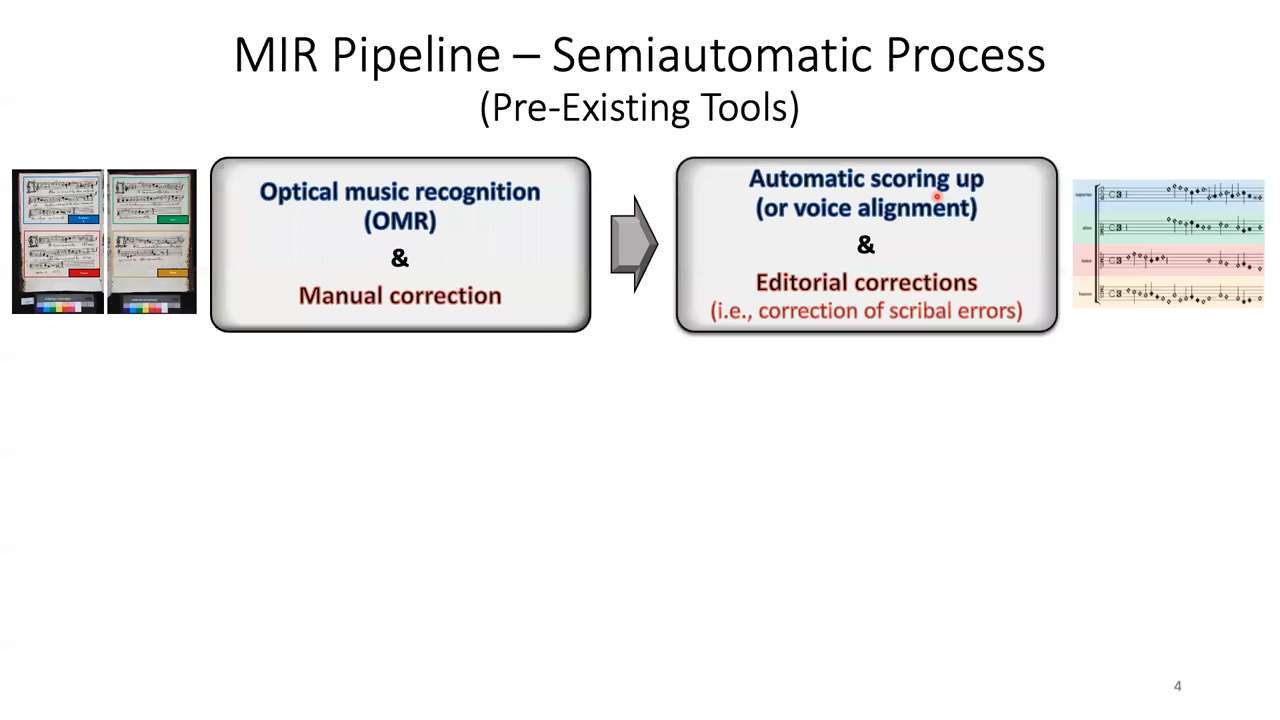 MIR Pipeline – Semiautomatic Process
(Pre-Existing Tools)
Optical music recognition
(OMR)
&
Manual correction
Automatic scoring up
(or voice alignment)
&
Editorial corrections
(i.e., correction of scribal errors)
4